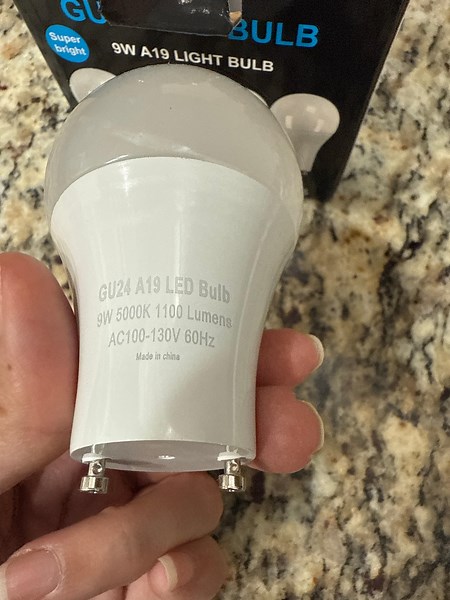 GU BULB
Super
bright
9W A19 LIGHT BULB
GU24 A19 LED Bulb
9W 5000K 1100 Lumens
AC100-130V 60Hz
Made in china